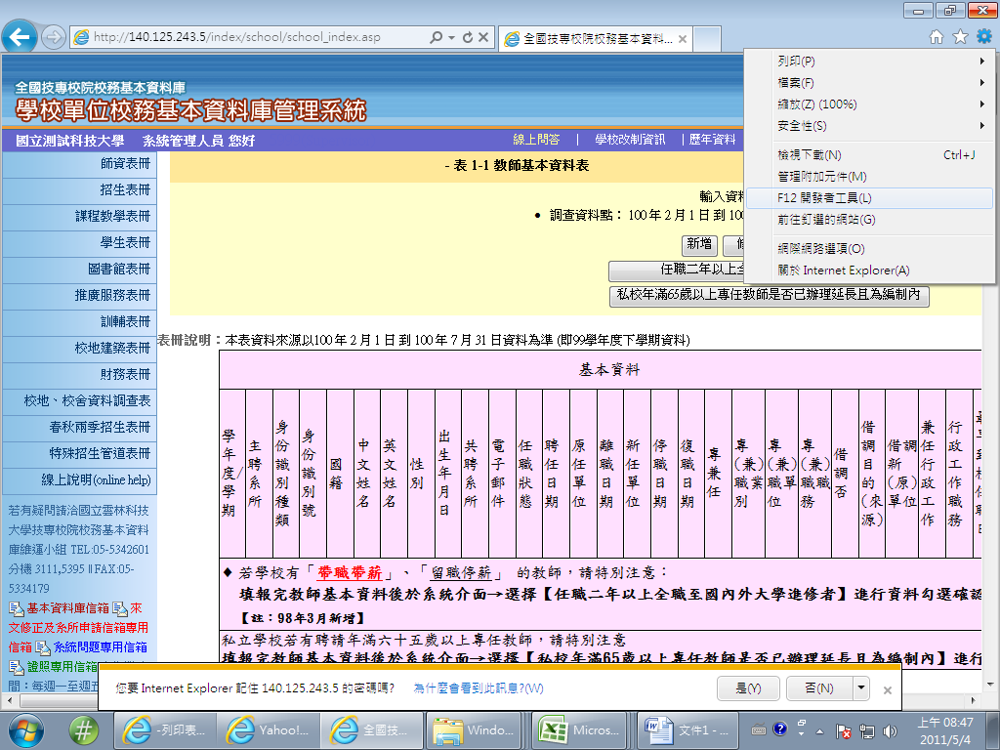 http://140.125.243.5/index/school/school_index.asp
全國技專校院校務基本資料...
列印(P)
檔案(F)
縮放(Z) (100%)
安全性(S)
檢視下載(N) Ctrl+J
管理附加元件(M)
F12 開發者工具(L)
前往釘選的網站(G)
網際網路選項(O)
關於 Internet Explorer(A)
全國技專校院校務基本資料庫
學校單位校務基本資料庫管理系統
國立測試科技大學 系統管理人員 您好
線上問答 | 學校改制資訊 | 歷年資料
師資表冊
招生表冊
課程教學表冊
學生表冊
圖書館表冊
推廣服務表冊
訓輔表冊
校地建築表冊
財務表冊
校地、校舍資料調查表
春秋兩季招生表冊
特殊招生管道表冊
線上說明(online help)
若有疑問請洽國立雲林科技
大學技專校院校務基本資料
庫維運小組 TEL:05-5342601
分機 3111,5395 ‖FAX:05-
5334179
基本資料庫信箱 來
文修正及系所申請信箱專用
信箱 系統問題專用信箱
證照專用信箱
間：每週一至週五
- 表 1-1 教師基本資料表
輸入資料
• 調查資料點： 100 年 2 月 1 日 到 100
新增
任職二年以上全
私校年滿65歲以上專任教師是否已辦理延長且為編制內
表冊說明：本表資料來源以100 年 2 月 1 日 到 100 年 7 月 31 日資料為準 (即99學年度下學期資料)
基本資料
學年度/學期
主聘系所
身份識別種類
身份識別號
國籍
中文姓名
英文姓名
性別
出生年月日
共聘系所
電子郵件
任職狀態
聘任日期
原任單位
離職日期
新任單位
停職日期
復職日期
專兼任
專(兼)職業別
專(兼)職單位
專(兼)職職務
借調否
借調目的(來源)
借調新(原)單位
兼任行政工作
行政工作職務
♦ 若學校有「帶職帶薪」、「留職停薪」 的教師，請特別注意：
填報完教師基本資料後於系統介面→選擇【任職二年以上全職至國內外大學進修者】進行資料勾選確認
【註：98年3月新增】
私立學校若有聘請年滿六十五歲以上專任教師，請特別注意
填報完教師基本資料後於系統介面→選擇【私校年滿65歲以上專任教師是否已辦理延長且為編制內】進行
您要 Internet Explorer 記住 140.125.243.5 的密碼嗎? 為什麼會看到此訊息?(W)
是(Y)
否(N)
-列印表...
Yahoo!...
全國技...
Windo...
Micros...
文件1 - ...
上午 08:47
2011/5/4